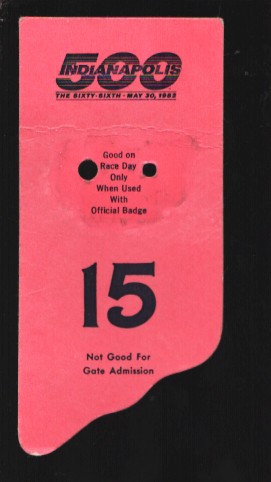 500
INDIANAPOLIS
THE SIXTY-SIXTH · MAY 30, 1982
Good on
Race Day
Only
When Used
With
Official Badge
15
Not Good For
Gate Admission